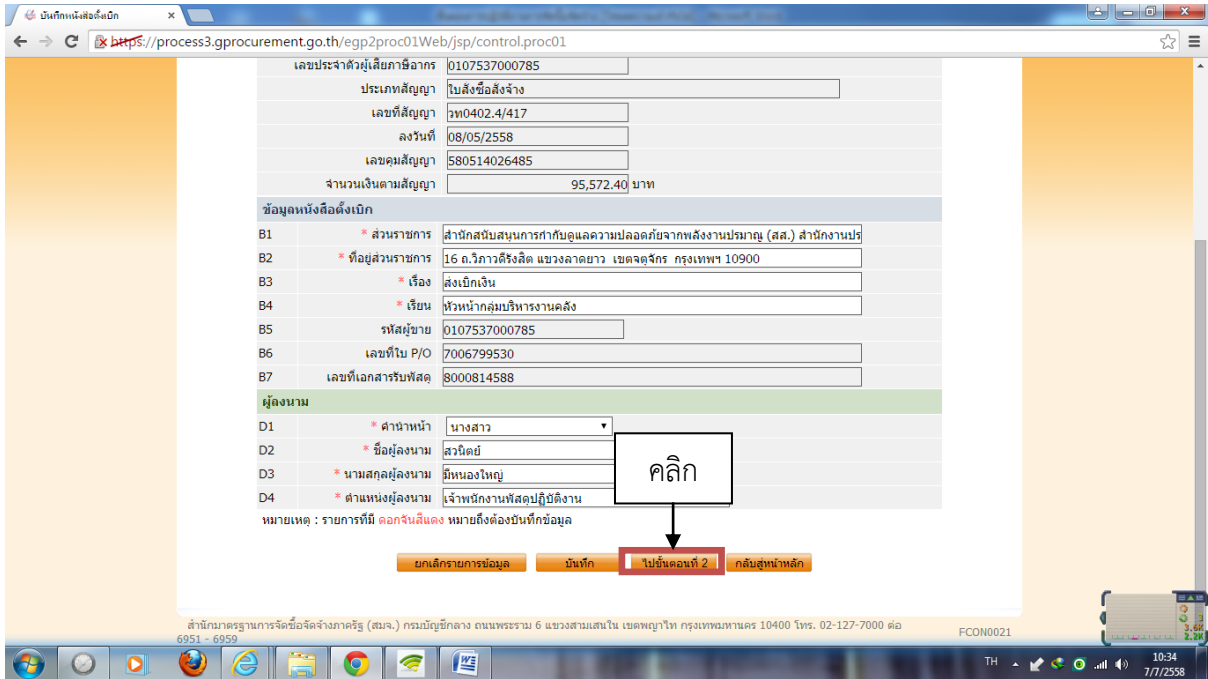 บันทึกหนังสือตั้งเบิก
https://process3.gprocurement.go.th/egp2proc01Web/jsp/control.proc01
เลขประจำตัวผู้เสียภาษีอากร 0107537000785
ประเภทสัญญา ใบสั่งซื้อสั่งจ้าง
เลขที่สัญญา วท0402.4/417
ลงวันที่ 08/05/2558
เลขคุมสัญญา 580514026485
จำนวนเงินตามสัญญา 95,572.40 บาท
ข้อมูลหนังสือตั้งเบิก
B1 * ส่วนราชการ สำนักสนับสนุนการกำกับดูแลความปลอดภัยจากพลังงานปรมาณู (สส.) สำนักงานปร
B2 * ที่อยู่ส่วนราชการ 16 ถ.วิภาวดีรังสิต แขวงลาดยาว เขตจตุจักร กรุงเทพฯ 10900
B3 * เรื่อง ส่งเบิกเงิน
B4 * เรียน หัวหน้ากลุ่มบริหารงานคลัง
B5 รหัสผู้ขาย 0107537000785
B6 เลขที่ใบ P/O 7006799530
B7 เลขที่เอกสารรับพัสดุ 8000814588
ผู้ลงนาม
D1 * คำนำหน้า นางสาว
D2 * ชื่อผู้ลงนาม สวนิตย์
D3 * นามสกุลผู้ลงนาม มีหนองใหญ่
D4 * ตำแหน่งผู้ลงนาม เจ้าพนักงานพัสดุปฏิบัติงาน
คลิก
หมายเหตุ : รายการที่มี ดอกจันสีแดง หมายถึงต้องบันทึกข้อมูล
ยกเลิกรายการข้อมูล บันทึก ไปขั้นตอนที่ 2 กลับสู่หน้าหลัก
สำนักมาตรฐานการจัดซื้อจัดจ้างภาครัฐ (สมจ.) กรมบัญชีกลาง ถนนพระราม 6 แขวงสามเสนใน เขตพญาไท กรุงเทพมหานคร 10400 โทร. 02-127-7000 ต่อ
6951 - 6959
FCON0021
3.6K
2.2K
TH 10:34
7/7/2558